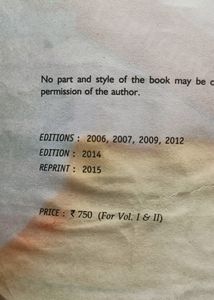 No part and style of the book may be
permission of the author.
EDITIONS : 2006, 2007, 2009, 2012
EDITION : 2014
REPRINT : 2015
PRICE : ₹ 750 (For Vol. I & II)